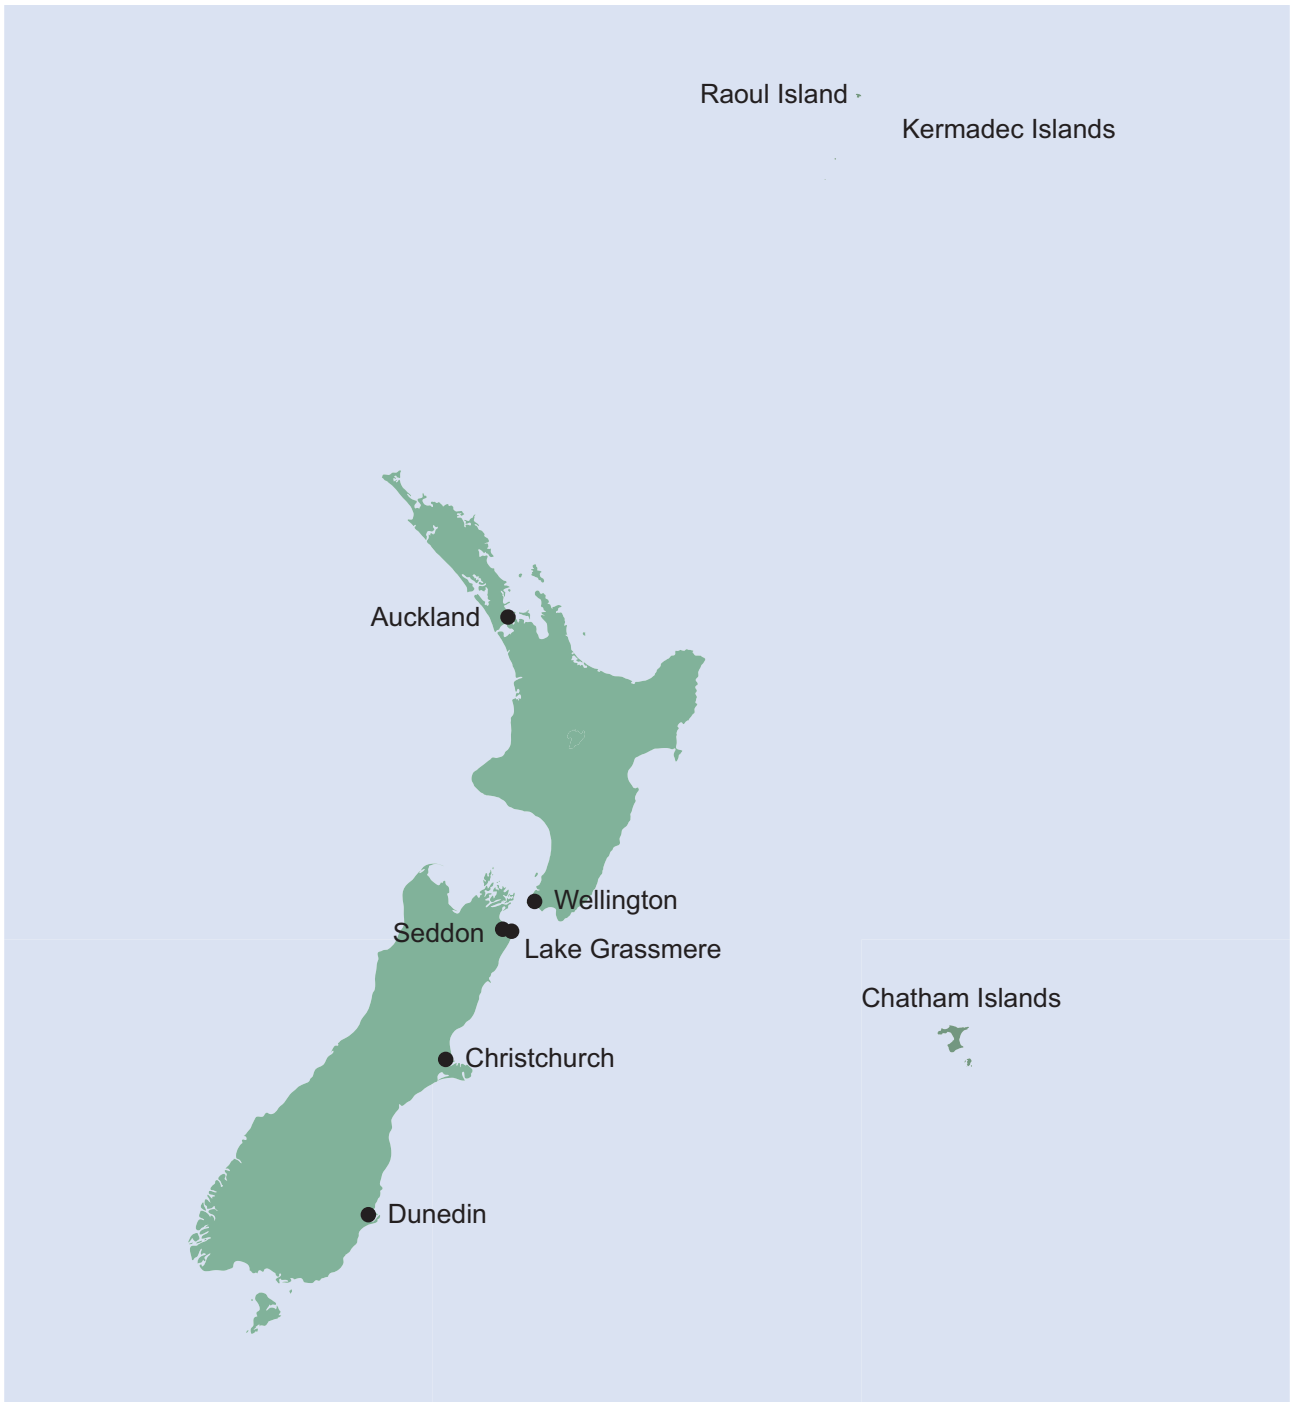 Raoul Island
Kermadec Islands
Auckland
Wellington
Seddon
Lake Grassmere
Chatham Islands
Christchurch
Dunedin